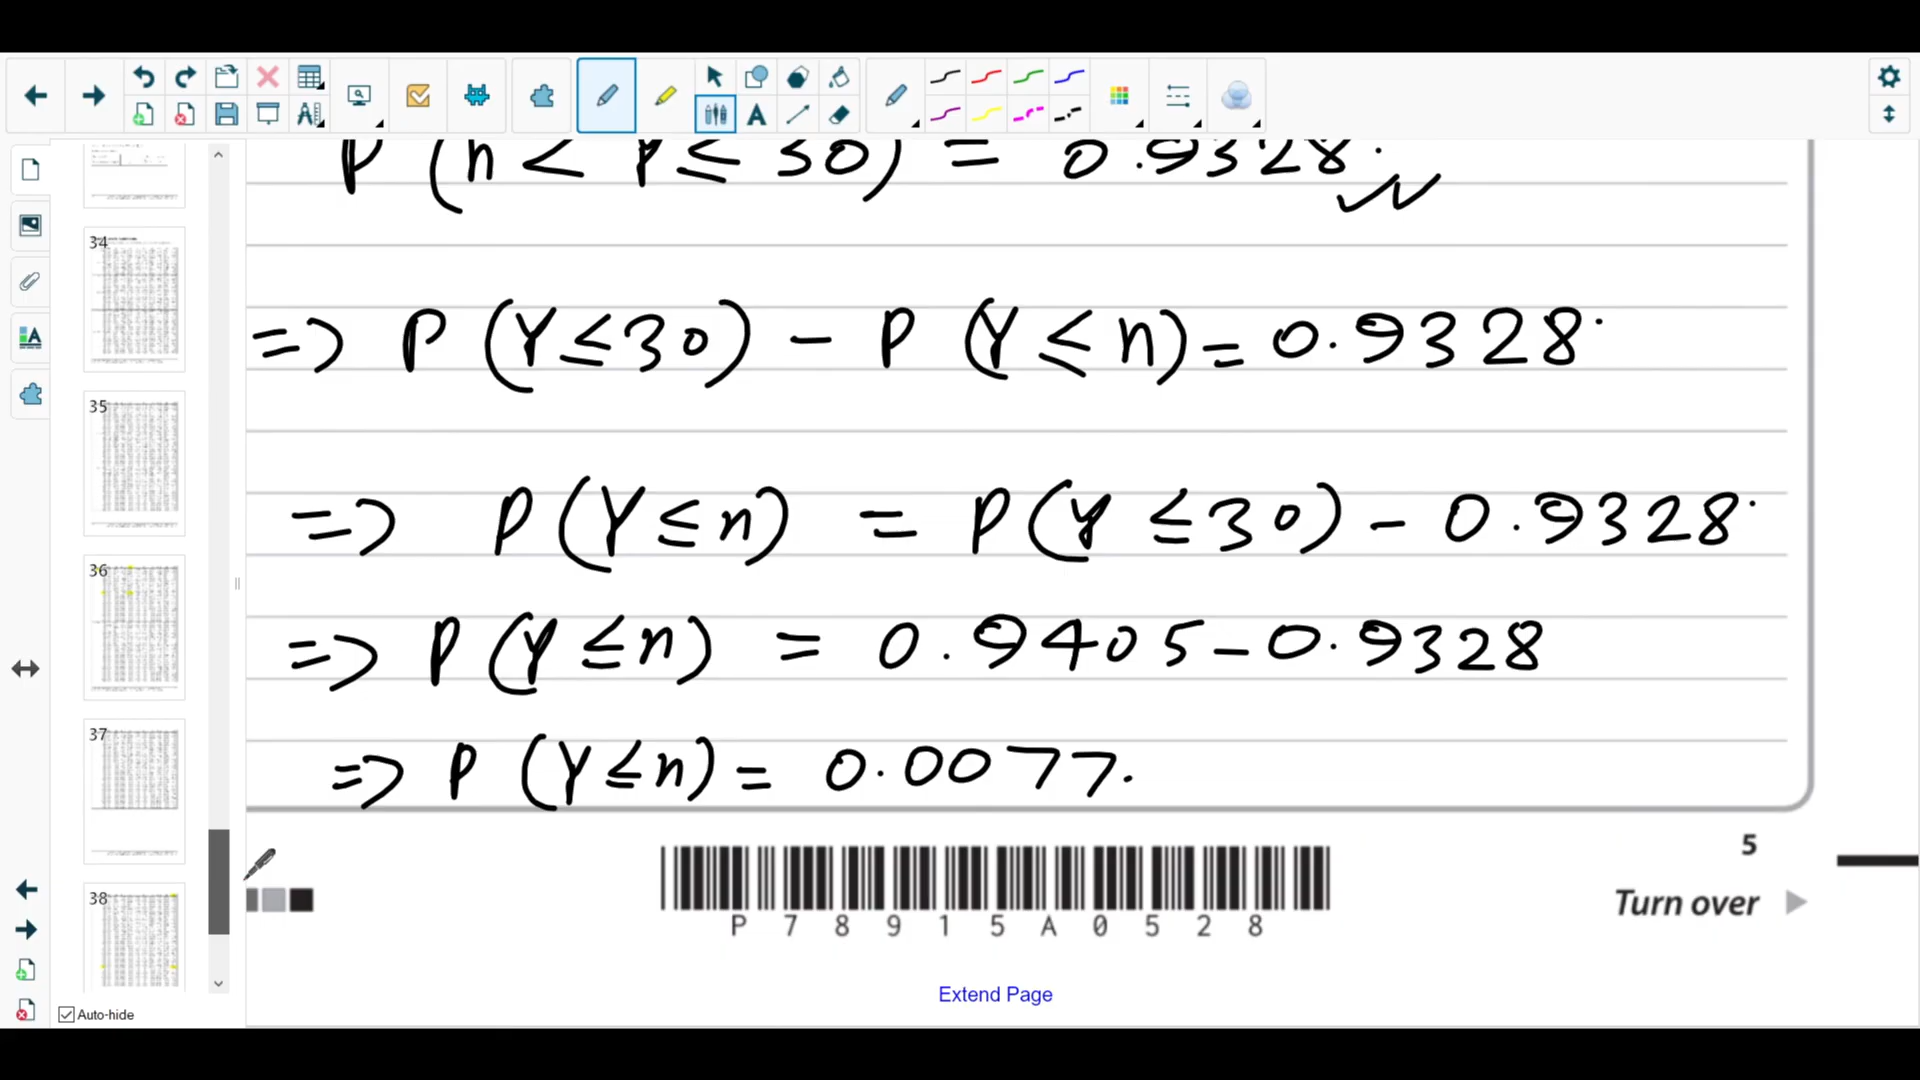 P(n < Y ≤ 30) = 0.9328.
=> P(Y ≤ 30) - P(Y ≤ n) = 0.9328.
=> P(Y ≤ n) = P(Y ≤ 30) - 0.9328.
=> P(Y ≤ n) = 0.9405 - 0.9328
=> P(Y ≤ n) = 0.0077.
34
35
36
37
38
5
P 7 8 9 1 5 A 0 5 2 8
Turn over
Extend Page
Auto-hide